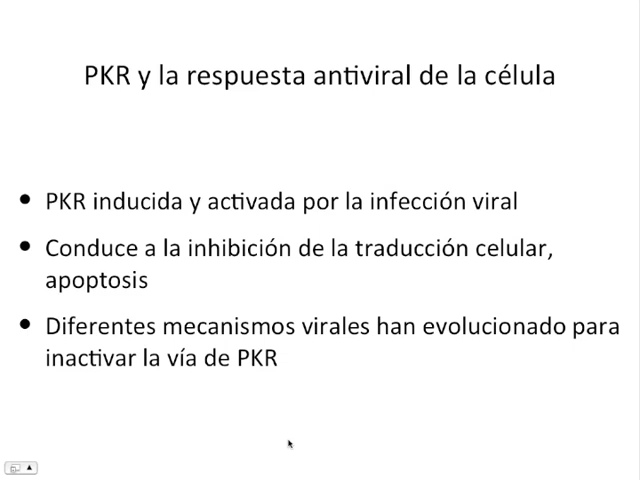 PKR y la respuesta antiviral de la célula
• PKR inducida y activada por la infección viral
• Conduce a la inhibición de la traducción celular,
apoptosis
• Diferentes mecanismos virales han evolucionado para
inactivar la vía de PKR